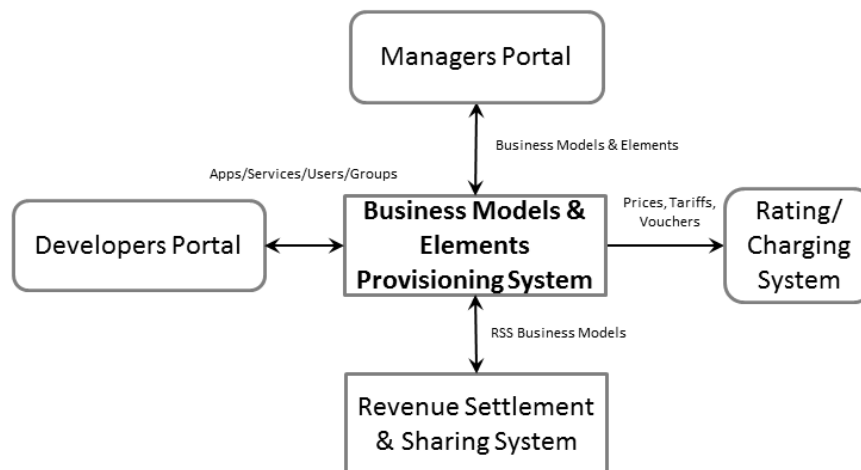 Managers Portal
Business Models & Elements
Apps/Services/Users/Groups
Developers Portal
Business Models &
Elements
Provisioning System
Prices, Tariffs,
Vouchers
Rating/
Charging
System
RSS Business Models
Revenue Settlement
& Sharing System